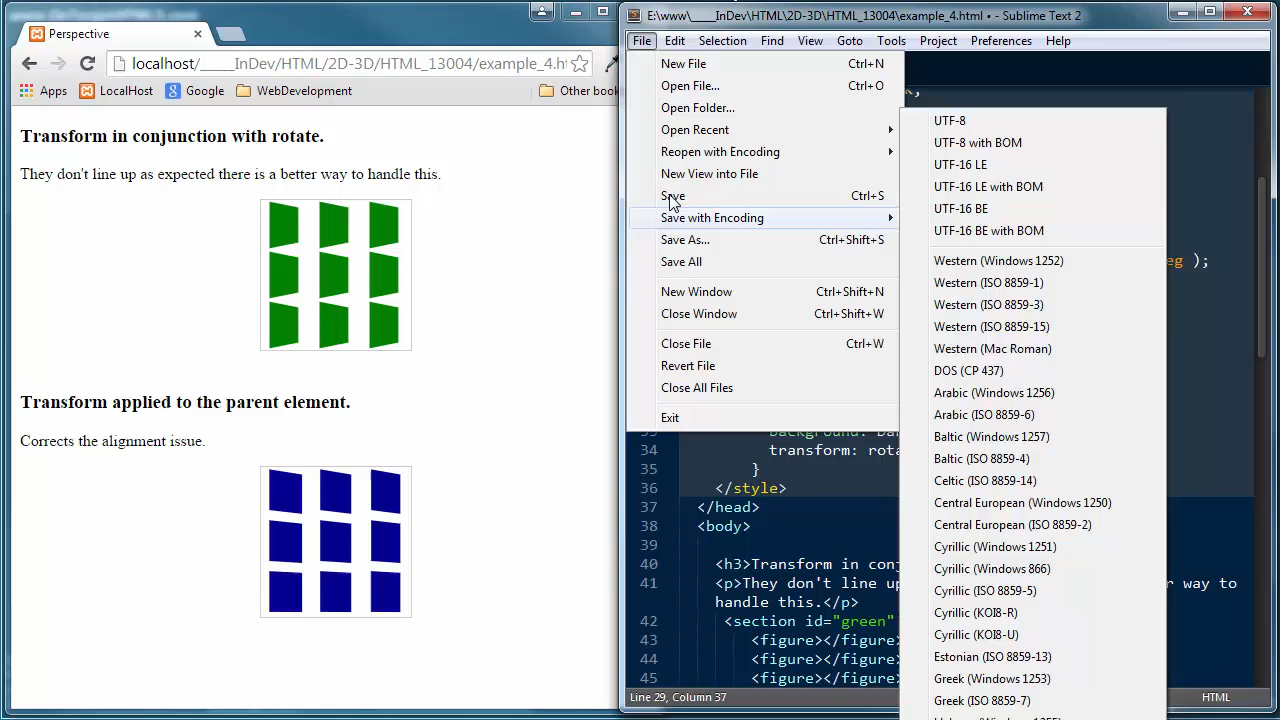 Perspective
localhost/_____InDev/HTML/2D-3D/HTML_13004/example_4.ht
Apps LocalHost Google WebDevelopment Other book
Transform in conjunction with rotate.
They don't line up as expected there is a better way to handle this.
Transform applied to the parent element.
Corrects the alignment issue.
E:\www\_____InDev\HTML\2D-3D\HTML_13004\example_4.html • - Sublime Text 2
File Edit Selection Find View Goto Tools Project Preferences Help
New File Ctrl+N
Open File... Ctrl+O
Open Folder...
Open Recent
Reopen with Encoding
New View into File
Save Ctrl+S
Save with Encoding
Save As... Ctrl+Shift+S
Save All
New Window Ctrl+Shift+N
Close Window Ctrl+Shift+W
Close File Ctrl+W
Revert File
Close All Files
Exit
UTF-8
UTF-8 with BOM
UTF-16 LE
UTF-16 LE with BOM
UTF-16 BE
UTF-16 BE with BOM
Western (Windows 1252)
Western (ISO 8859-1)
Western (ISO 8859-3)
Western (ISO 8859-15)
Western (Mac Roman)
DOS (CP 437)
Arabic (Windows 1256)
Arabic (ISO 8859-6)
Baltic (Windows 1257)
Baltic (ISO 8859-4)
Celtic (ISO 8859-14)
Central European (Windows 1250)
Central European (ISO 8859-2)
Cyrillic (Windows 1251)
Cyrillic (Windows 866)
Cyrillic (ISO 8859-5)
Cyrillic (KOI8-R)
Cyrillic (KOI8-U)
Estonian (ISO 8859-13)
Greek (Windows 1253)
Greek (ISO 8859-7)
eg );
34 transform: rota
35 }
36 </style>
37 </head>
38 <body>
39
40 <h3>Transform in con
41 <p>They don't line up r way to
handle this.</p>
42 <section id="green"
43 <figure></figure
44 <figure></figure
45 <figure></figure
Line 29, Column 37 HTML